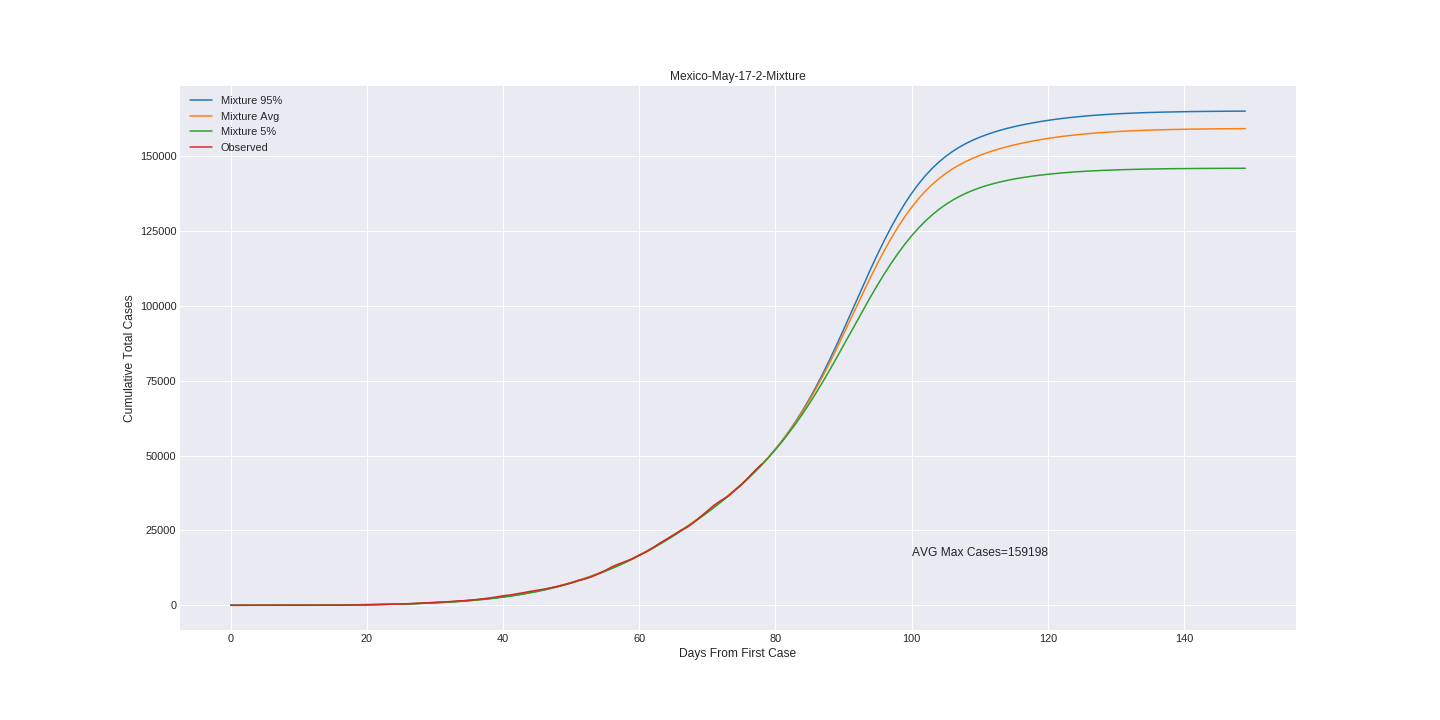 Mexico-May-17-2-Mixture
Mixture 95%
Mixture Avg
Mixture 5%
Observed
150000
125000
100000
75000
50000
25000
0
Cumulative Total Cases
AVG Max Cases=159198
0 20 40 60 80 100 120 140
Days From First Case